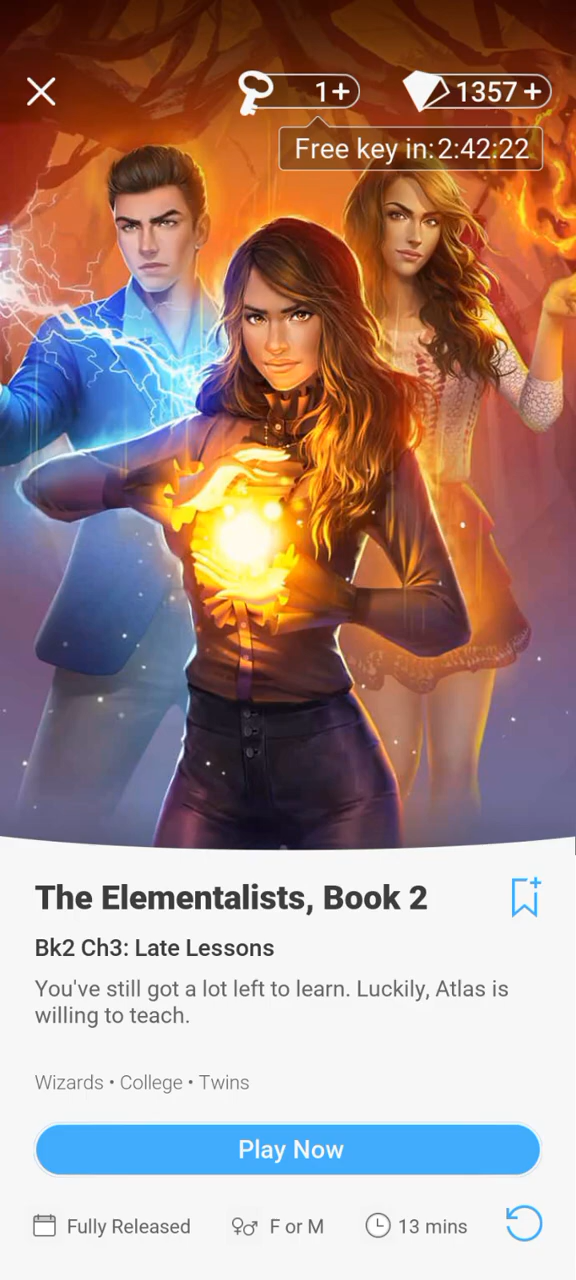 1+
1357 +
Free key in:2:42:22
The Elementalists, Book 2
Bk2 Ch3: Late Lessons
You've still got a lot left to learn. Luckily, Atlas is
willing to teach.
Wizards • College • Twins
Play Now
Fully Released
F or M
13 mins